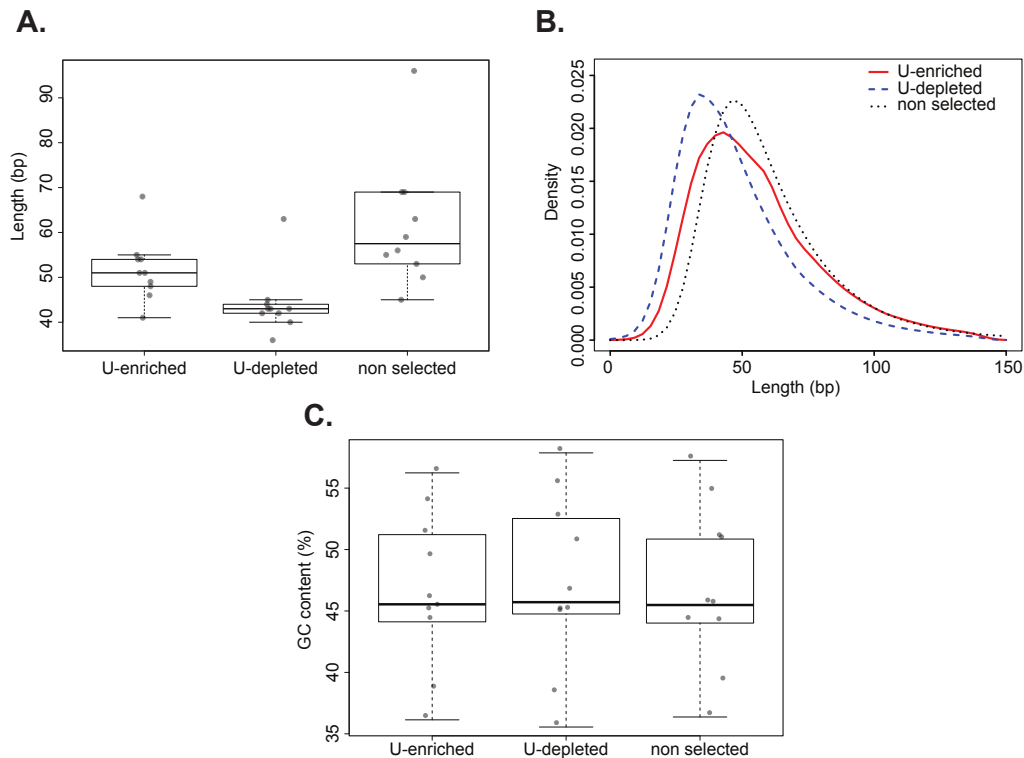 A.
Length (bp)
90
80
70
60
50
40
U-enriched
U-depleted
non selected
B.
Density
0.025
0.020
0.015
0.010
0.005
0.000
U-enriched
U-depleted
non selected
0
50
100
150
Length (bp)
C.
GC content (%)
55
50
45
40
35
U-enriched
U-depleted
non selected